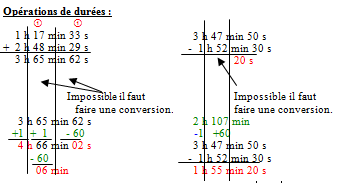 Opérations de durées :
1 1
1 h 17 min 33 s
+ 2 h 48 min 29 s
3 h 65 min 62 s
Impossible il faut
faire une conversion.
3 h 65 min 62 s
+1 + 1 - 60
4 h 66 min 02 s
- 60
06 min
3 h 47 min 50 s
- 1 h 52 min 30 s
20 s
Impossible il faut
faire une conversion.
2 h 107 min
-1 +60
3 h 47 min 50 s
- 1 h 52 min 30 s
1 h 55 min 20 s